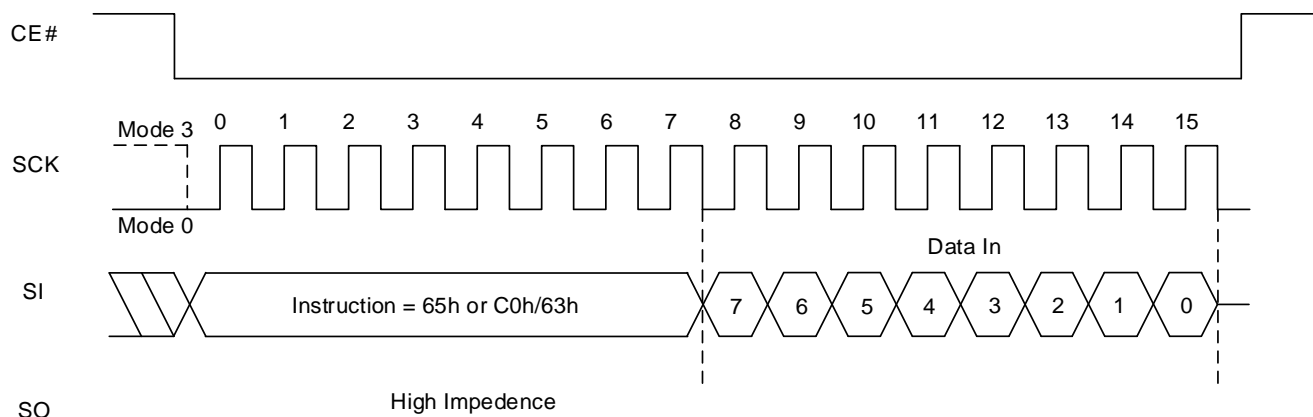 CE#
Mode 3
0 1 2 3 4 5 6 7 8 9 10 11 12 13 14 15
SCK
Mode 0
Data In
SI
Instruction = 65h or C0h/63h
7 6 5 4 3 2 1 0
High Impedence
SO